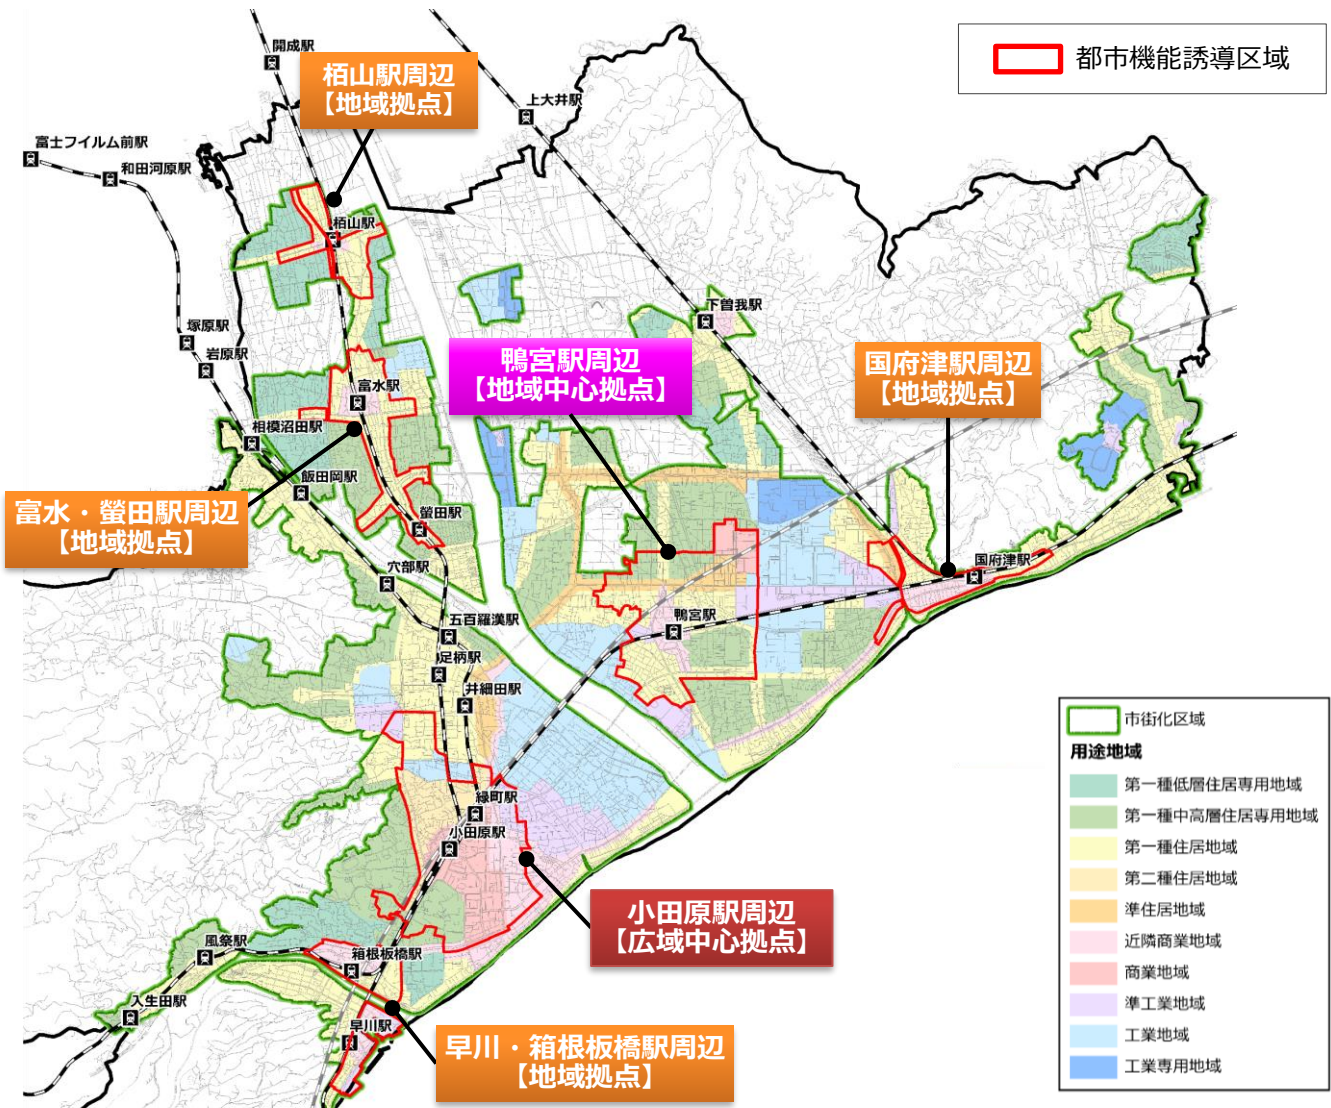 都市機能誘導区域
開成駅
栢山駅周辺
【地域拠点】
上大井駅
富士フイルム前駅
和田河原駅
栢山駅
下曽我駅
塚原駅
岩原駅
鴨宮駅周辺
【地域中心拠点】
国府津駅周辺
【地域拠点】
富水駅
相模沼田駅
飯田岡駅
富水・螢田駅周辺
【地域拠点】
螢田駅
穴部駅
国府津駅
五百羅漢駅
鴨宮駅
足柄駅
井細田駅
緑町駅
小田原駅
小田原駅周辺
【広域中心拠点】
風祭駅
箱根板橋駅
入生田駅
早川駅
早川・箱根板橋駅周辺
【地域拠点】
市街化区域
用途地域
第一種低層住居専用地域
第一種中高層住居専用地域
第一種住居地域
第二種住居地域
準住居地域
近隣商業地域
商業地域
準工業地域
工業地域
工業専用地域